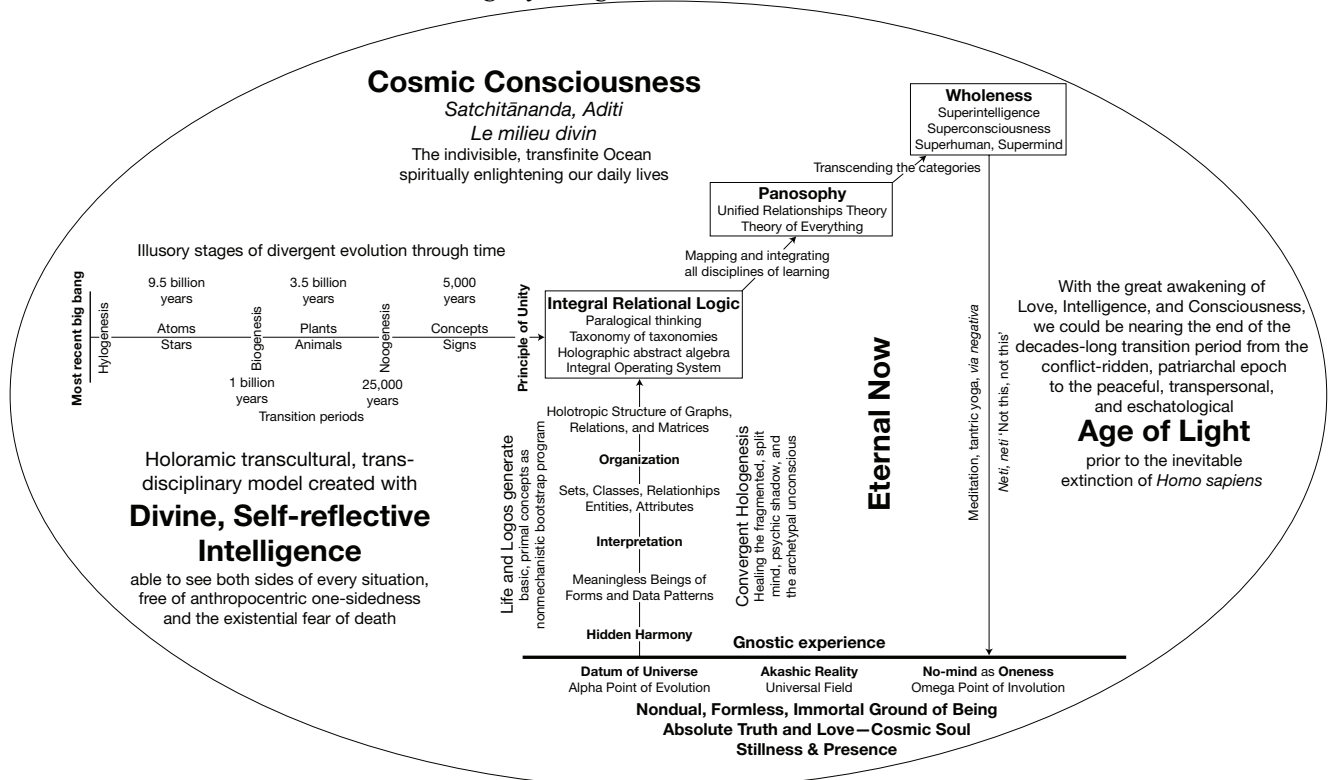 Cosmic Consciousness
Satchitānanda, Aditi
Le milieu divin
The indivisible, transfinite Ocean
spiritually enlightening our daily lives
Wholeness
Superintelligence
Superconsciousness
Superhuman, Supermind
Transcending the categories
Panosophy
Unified Relationships Theory
Theory of Everything
Mapping and integrating
all disciplines of learning
Illusory stages of divergent evolution through time
Most recent big bang
Hylogenesis
9.5 billion
years
Atoms
Stars
Biogenesis
1 billion
years
3.5 billion
years
Plants
Animals
Noogenesis
25,000
years
Transition periods
5,000
years
Concepts
Signs
Principle of Unity
Integral Relational Logic
Paralogical thinking
Taxonomy of taxonomies
Holographic abstract algebra
Integral Operating System
Holotropic Structure of Graphs,
Relations, and Matrices
Organization
Sets, Classes, Relationhips
Entities, Attributes
Interpretation
Meaningless Beings of
Forms and Data Patterns
Hidden Harmony
Life and Logos generate
basic, primal concepts as
nonmechanistic bootstrap program
Convergent Hologenesis
Healing the fragmented, split
mind, psychic shadow, and
the archetypal unconscious
Eternal Now
Meditation, tantric yoga, via negativa
Neti, neti 'Not this, not this'
With the great awakening of
Love, Intelligence, and Consciousness,
we could be nearing the end of the
decades-long transition period from the
conflict-ridden, patriarchal epoch
to the peaceful, transpersonal,
and eschatological
Age of Light
prior to the inevitable
extinction of Homo sapiens
Holoramic transcultural, trans-
disciplinary model created with
Divine, Self-reflective
Intelligence
able to see both sides of every situation,
free of anthropocentric one-sidedness
and the existential fear of death
Gnostic experience
Datum of Universe
Alpha Point of Evolution
Akashic Reality
Universal Field
No-mind as Oneness
Omega Point of Involution
Nondual, Formless, Immortal Ground of Being
Absolute Truth and Love—Cosmic Soul
Stillness & Presence